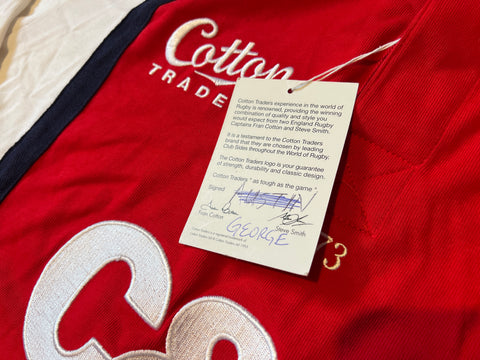 Cotton
TRADE
Cotton Trader's experience in the world of
Rugby is renowned, providing the winning
combination of quality and style you
would expect from two England Rugby
Captains Fran Cotton and Steve Smith.
It is a testament to the Cotton Traders
brand that they are chosen by leading
Club Sides throughout the World of Rugby.
The Cotton Traders logo is your guarantee
of strength, durability and classic design.
Cotton Traders " as tough as the game "
Signed
Fran Cotton
Steve Smith
GEORGE
73